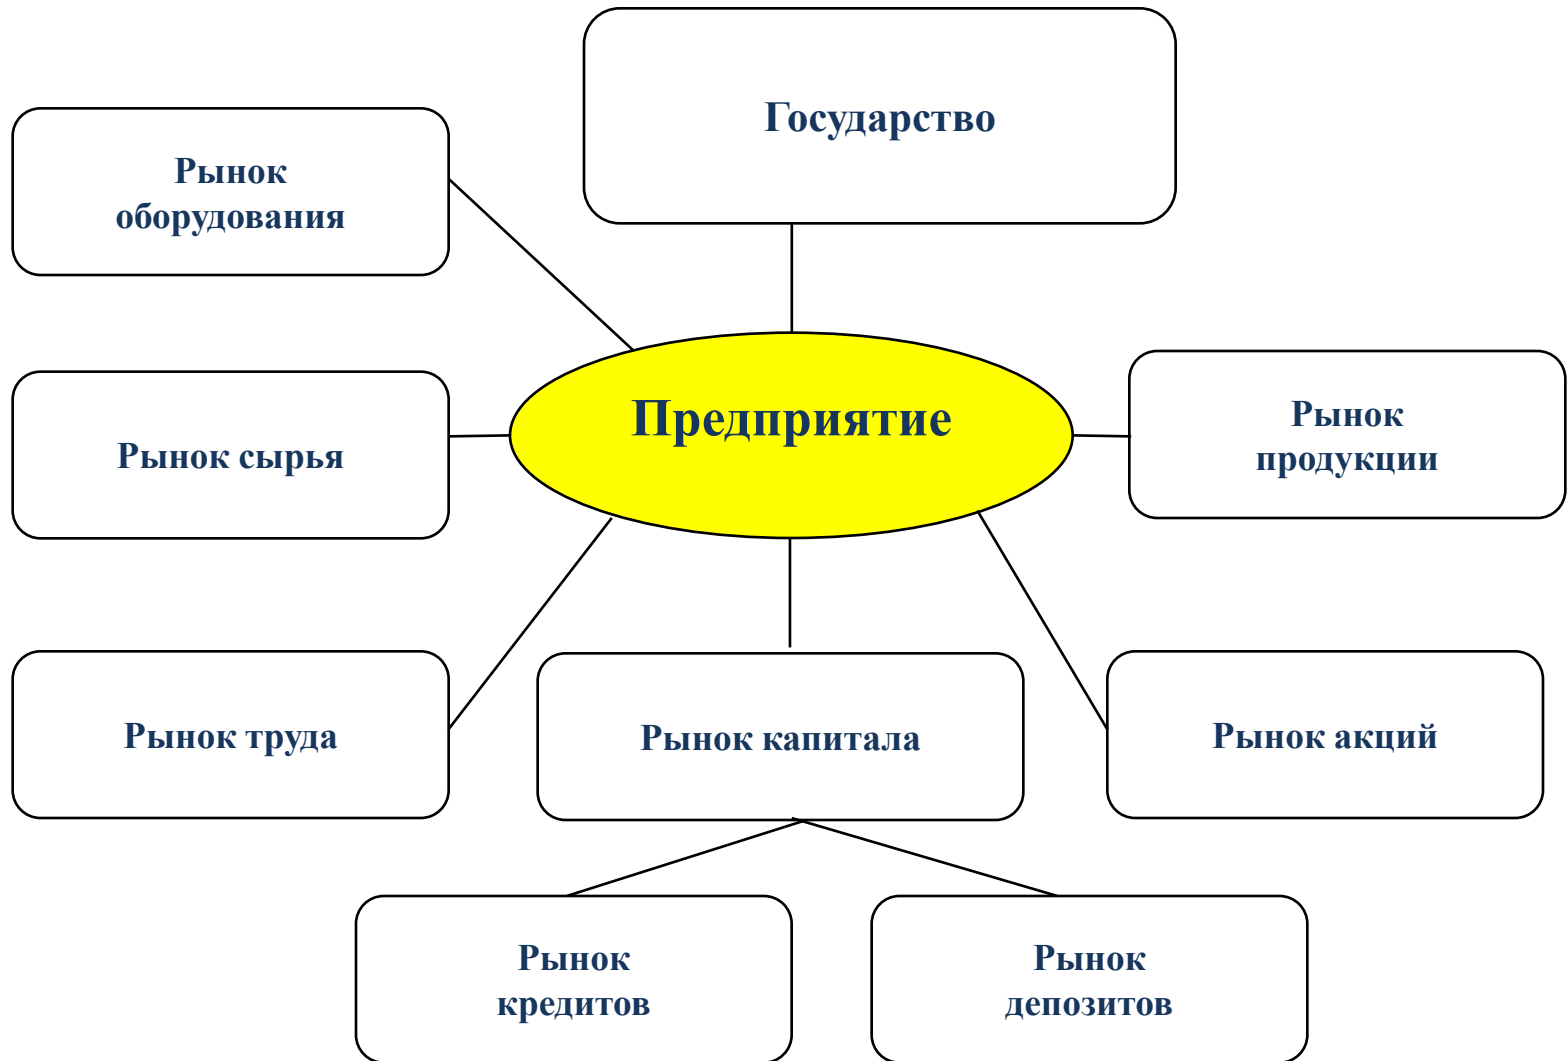 Государство
Рынок
оборудования
Предприятие
Рынок сырья
Рынок
продукции
Рынок труда
Рынок капитала
Рынок акций
Рынок
кредитов
Рынок
депозитов